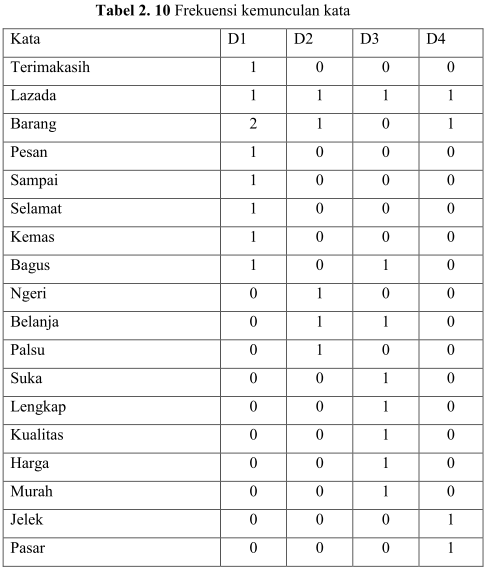 Tabel 2. 10 Frekuensi kemunculan kata
Kata D1 D2 D3 D4
Terimakasih 1 0 0 0
Lazada 1 1 1 1
Barang 2 1 0 1
Pesan 1 0 0 0
Sampai 1 0 0 0
Selamat 1 0 0 0
Kemas 1 0 0 0
Bagus 1 0 1 0
Ngeri 0 1 0 0
Belanja 0 1 1 0
Palsu 0 1 0 0
Suka 0 0 1 0
Lengkap 0 0 1 0
Kualitas 0 0 1 0
Harga 0 0 1 0
Murah 0 0 1 0
Jelek 0 0 0 1
Pasar 0 0 0 1